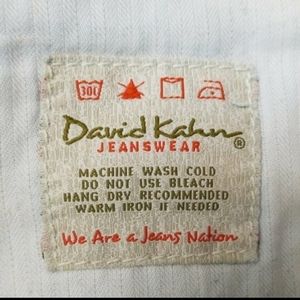 30C
David Kahn®
JEANSWEAR
MACHINE WASH COLD
DO NOT USE BLEACH
HANG DRY RECOMMENDED
WARM IRON IF NEEDED
We Are a Jeans Nation